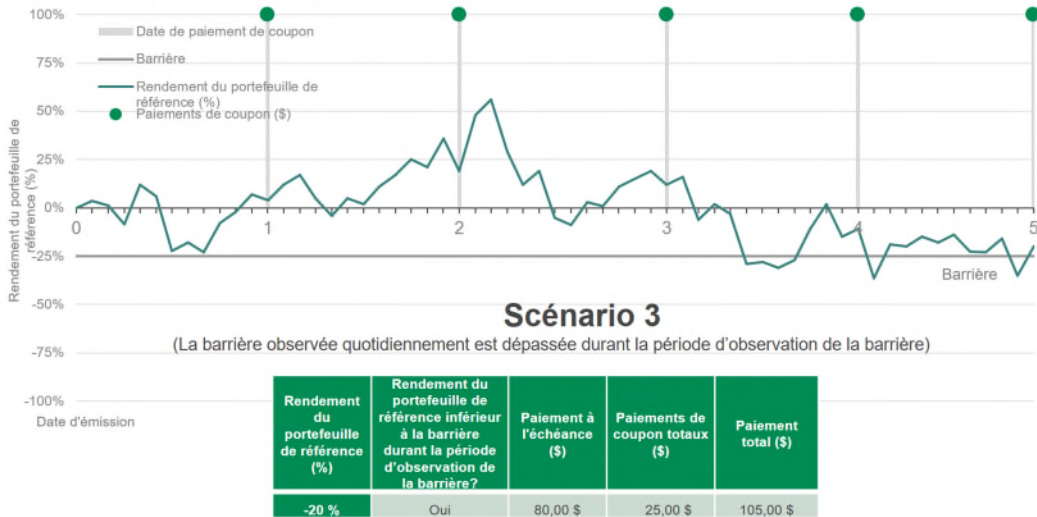 100%
Date de paiement de coupon
Barrière
75%
Rendement du portefeuille de
référence (%)
50%
Paiements de coupon ($)
Rendement du portefeuille de
référence (%)
25%
0%
0
1
2
3
4
5
-25%
Barrière
-50%
Scénario 3
(La barrière observée quotidiennement est dépassée durant la période d'observation de la barrière)
-75%
-100%
Date d'émission
Rendement
du
portefeuille
de référence
(%)
Rendement du
portefeuille de
référence inférieur
à la barrière
durant la période
d'observation de
la barrière?
Paiement à
l'échéance
($)
Paiements de
coupon totaux
($)
Paiement
total ($)
-20 %
Oui
80,00 $
25,00 $
105,00 $